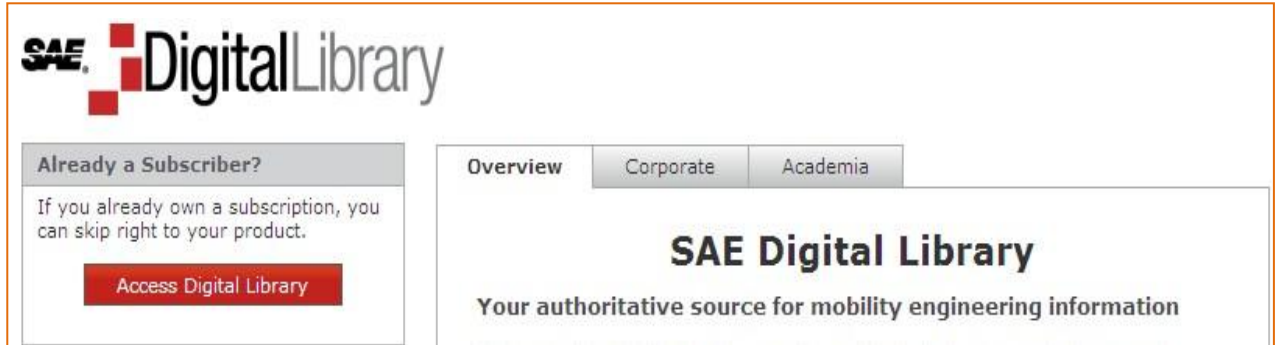 SAE. DigitalLibrary
Already a Subscriber?
If you already own a subscription, you
can skip right to your product.
Access Digital Library
Overview Corporate Academia
SAE Digital Library
Your authoritative source for mobility engineering information